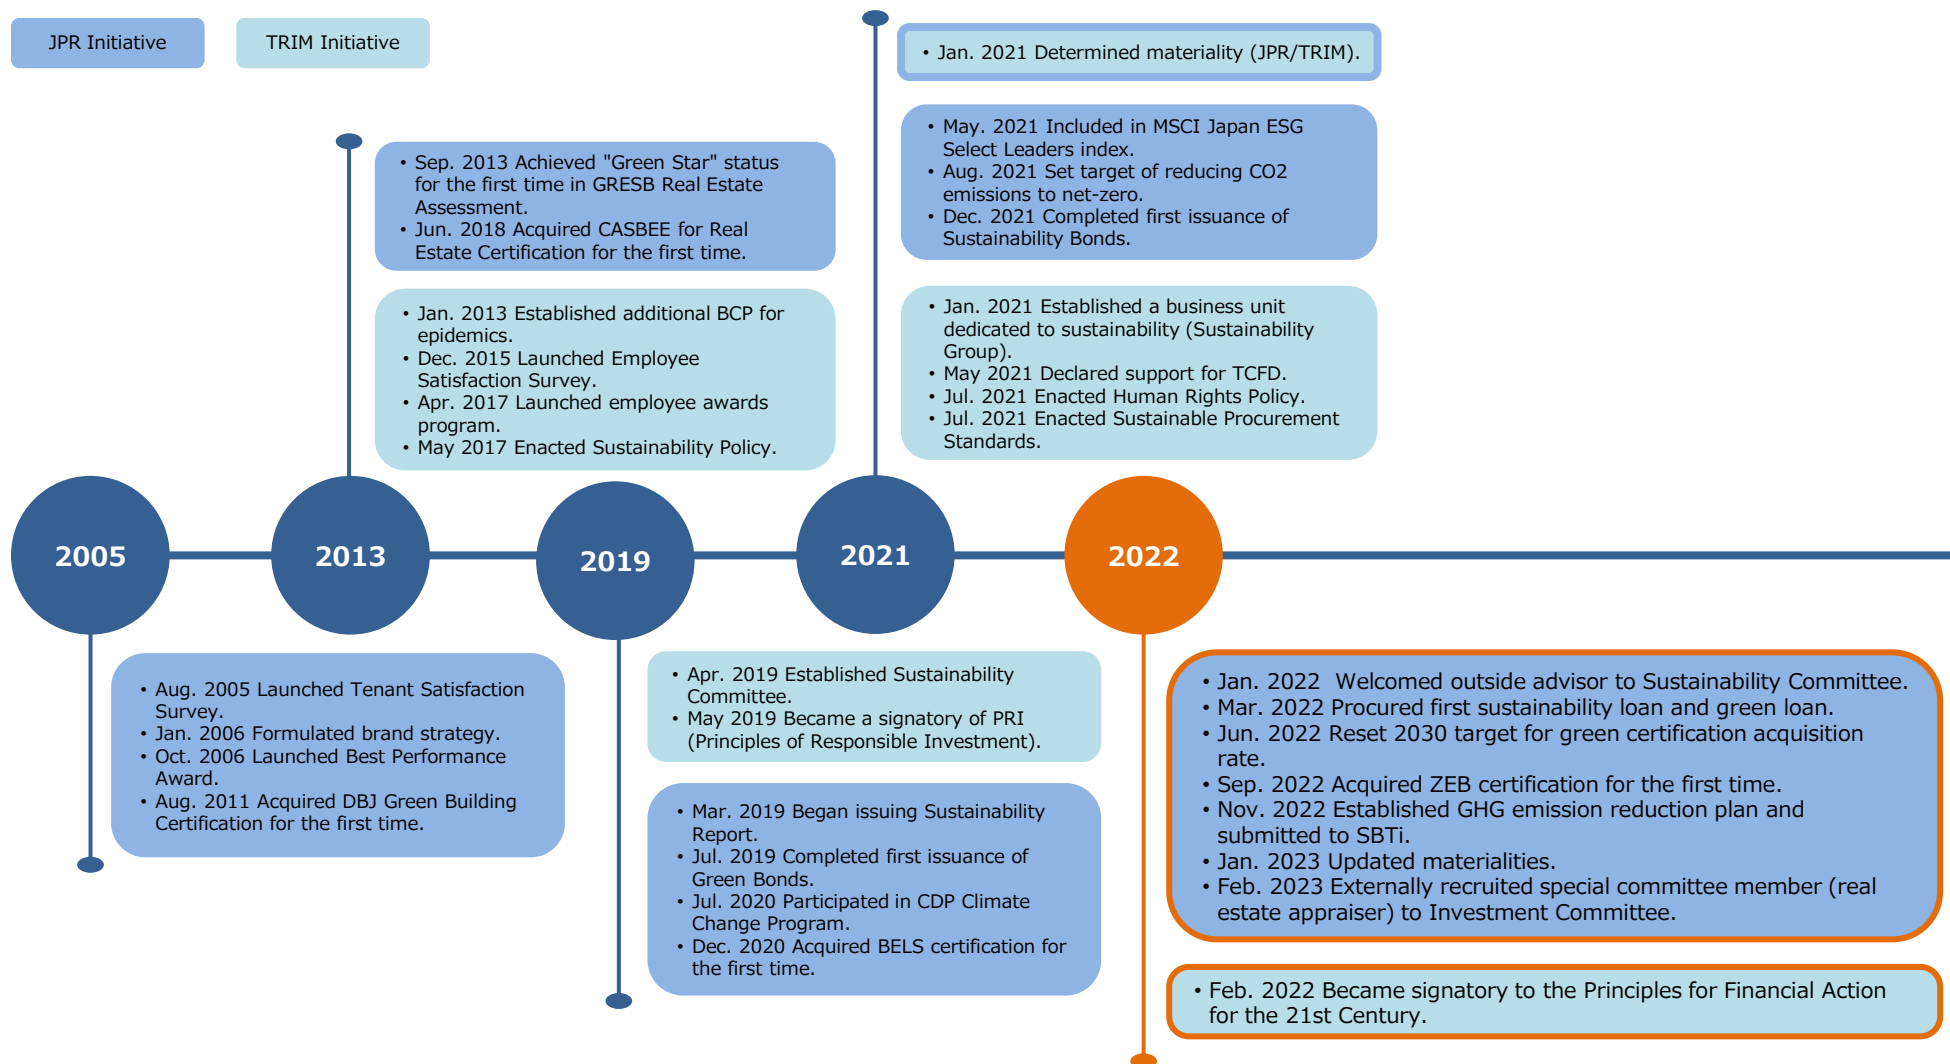 JPR Initiative
TRIM Initiative
• Jan. 2021 Determined materiality (JPR/TRIM).
• May. 2021 Included in MSCI Japan ESG
Select Leaders index.
• Aug. 2021 Set target of reducing CO2
emissions to net-zero.
• Dec. 2021 Completed first issuance of
Sustainability Bonds.
• Sep. 2013 Achieved "Green Star" status
for the first time in GRESB Real Estate
Assessment.
• Jun. 2018 Acquired CASBEE for Real
Estate Certification for the first time.
• Jan. 2013 Established additional BCP for
epidemics.
• Dec. 2015 Launched Employee
Satisfaction Survey.
• Apr. 2017 Launched employee awards
program.
• May 2017 Enacted Sustainability Policy.
• Jan. 2021 Established a business unit
dedicated to sustainability (Sustainability
Group).
• May 2021 Declared support for TCFD.
• Jul. 2021 Enacted Human Rights Policy.
• Jul. 2021 Enacted Sustainable Procurement
Standards.
2005
2013
2019
2021
2022
• Aug. 2005 Launched Tenant Satisfaction
Survey.
• Jan. 2006 Formulated brand strategy.
• Oct. 2006 Launched Best Performance
Award.
• Aug. 2011 Acquired DBJ Green Building
Certification for the first time.
• Apr. 2019 Established Sustainability
Committee.
• May 2019 Became a signatory of PRI
(Principles of Responsible Investment).
• Mar. 2019 Began issuing Sustainability
Report.
• Jul. 2019 Completed first issuance of
Green Bonds.
• Jul. 2020 Participated in CDP Climate
Change Program.
• Dec. 2020 Acquired BELS certification for
the first time.
• Jan. 2022  Welcomed outside advisor to Sustainability Committee.
• Mar. 2022 Procured first sustainability loan and green loan.
• Jun. 2022 Reset 2030 target for green certification acquisition
rate.
• Sep. 2022 Acquired ZEB certification for the first time.
• Nov. 2022 Established GHG emission reduction plan and
submitted to SBTi.
• Jan. 2023 Updated materialities.
• Feb. 2023 Externally recruited special committee member (real
estate appraiser) to Investment Committee.
• Feb. 2022 Became signatory to the Principles for Financial Action
for the 21st Century.